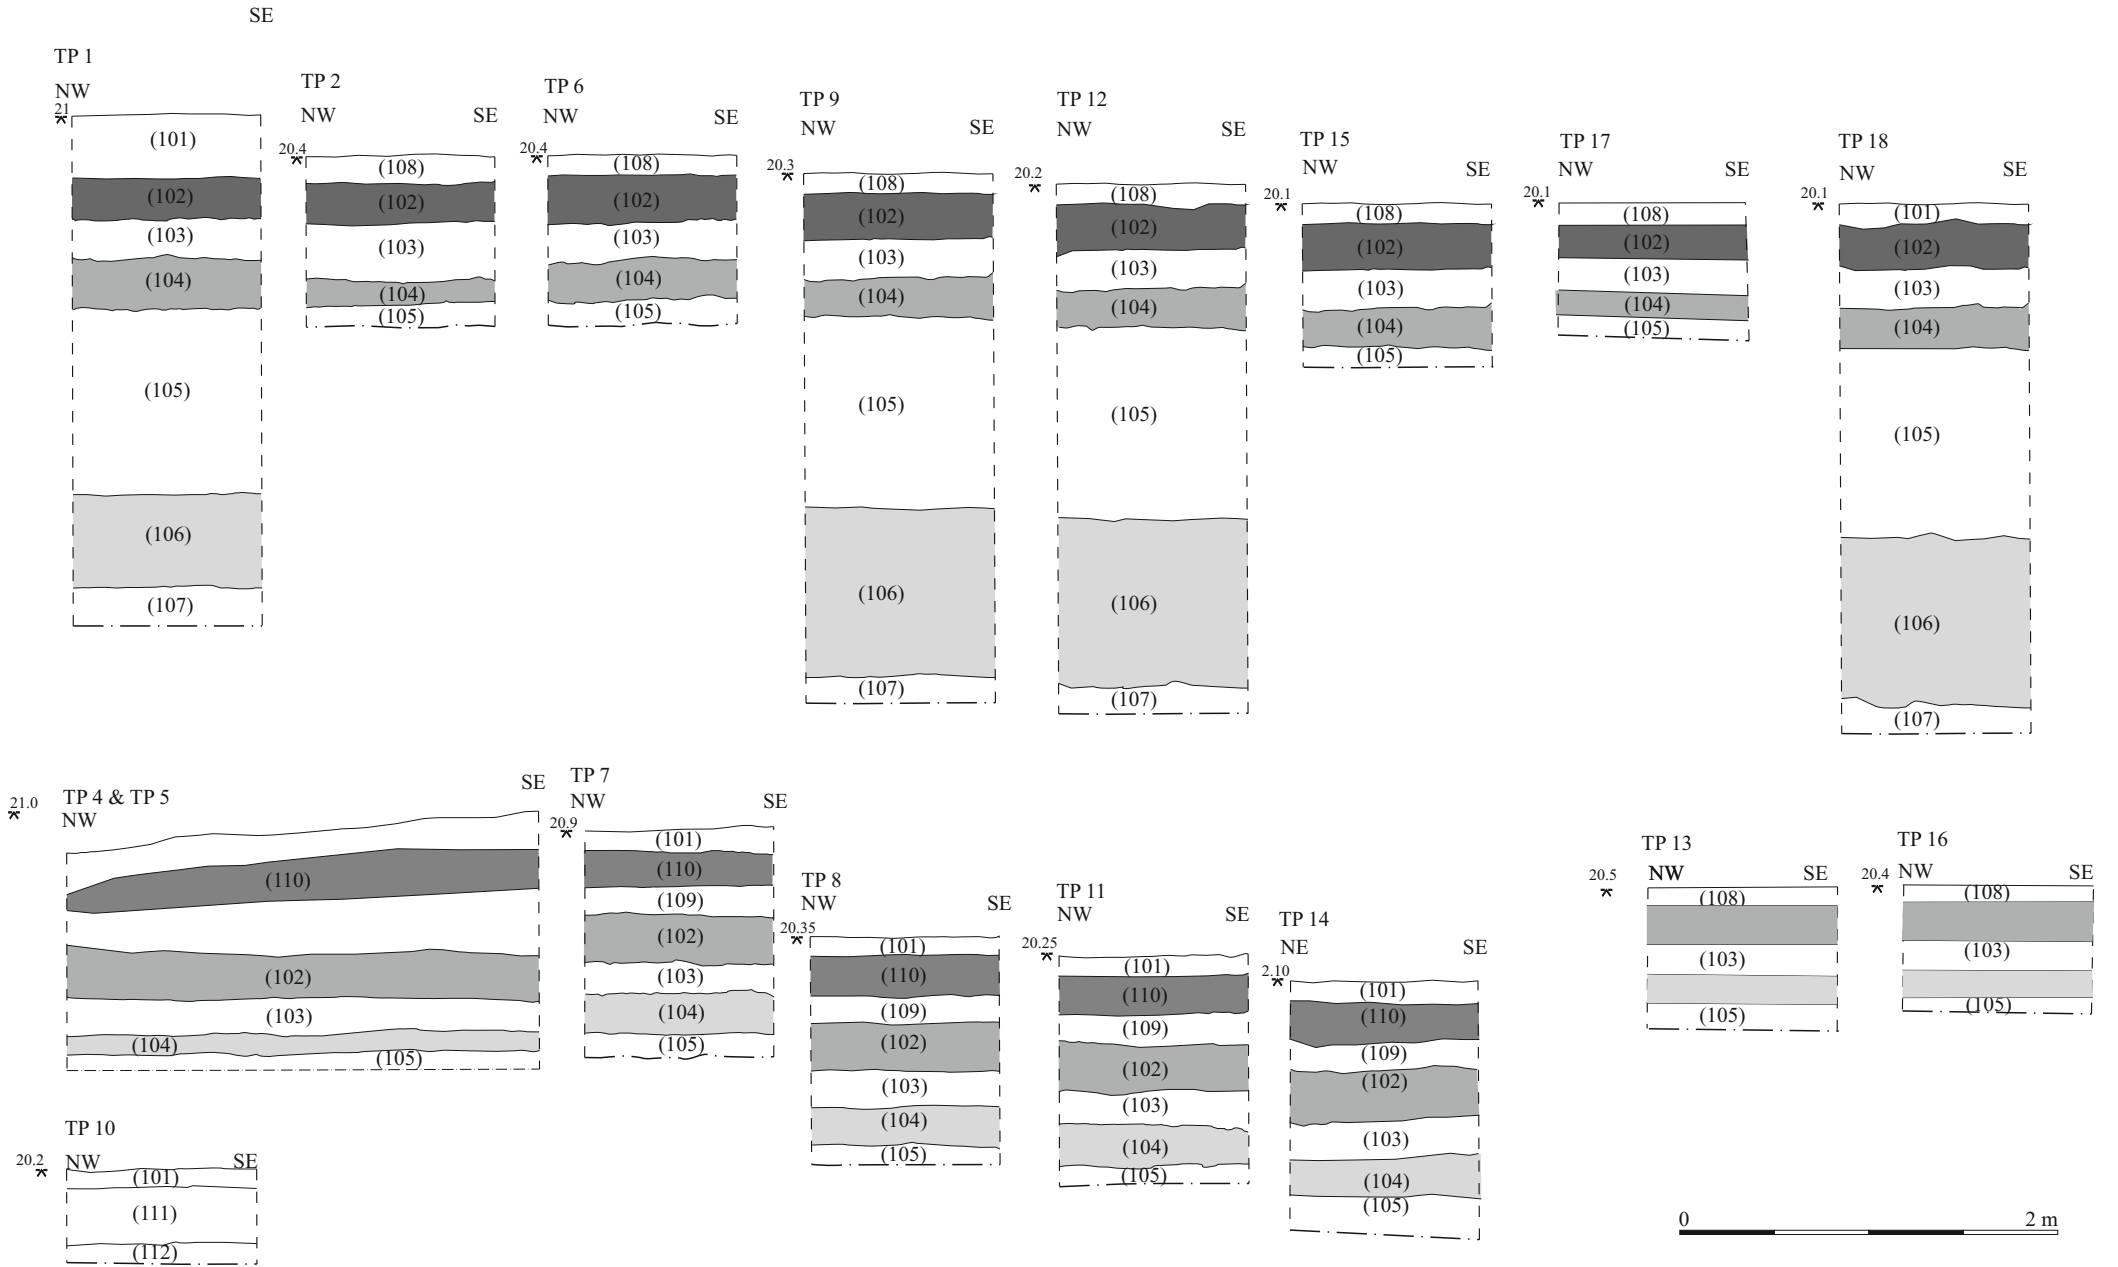 SE
TP 1
NW
21
(101)
(102)
(103)
(104)
(105)
(106)
(107)
TP 2
NW SE
20.4
(108)
(102)
(103)
(104)
(105)
TP 6
NW SE
20.4
(108)
(102)
(103)
(104)
(105)
TP 9
NW SE
20.3
(108)
(102)
(103)
(104)
(105)
(106)
(107)
TP 12
NW SE
20.2
(108)
(102)
(103)
(104)
(105)
(106)
(107)
TP 15
NW SE
20.1
(108)
(102)
(103)
(104)
(105)
TP 17
NW SE
20.1
(108)
(102)
(103)
(104)
(105)
TP 18
NW SE
20.1
(101)
(102)
(103)
(104)
(105)
(106)
(107)
SE
21.0 TP 4 & TP 5
NW
(110)
(102)
(103)
(104) (105)
TP 7
NW SE
20.9
(101)
(110)
(109)
(102)
(103)
(104)
(105)
TP 8
NW SE
20.35
(101)
(110)
(109)
(102)
(103)
(104)
(105)
TP 11
NW SE
20.25
(101)
(110)
(109)
(102)
(103)
(104)
(105)
TP 14
NE SE
2.10
(101)
(110)
(109)
(102)
(103)
(104)
(105)
TP 13
NW SE
20.5
(108)
(103)
(105)
TP 16
NW SE
20.4
(108)
(103)
(105)
TP 10
NW SE
20.2
(101)
(111)
(112)
0 2 m